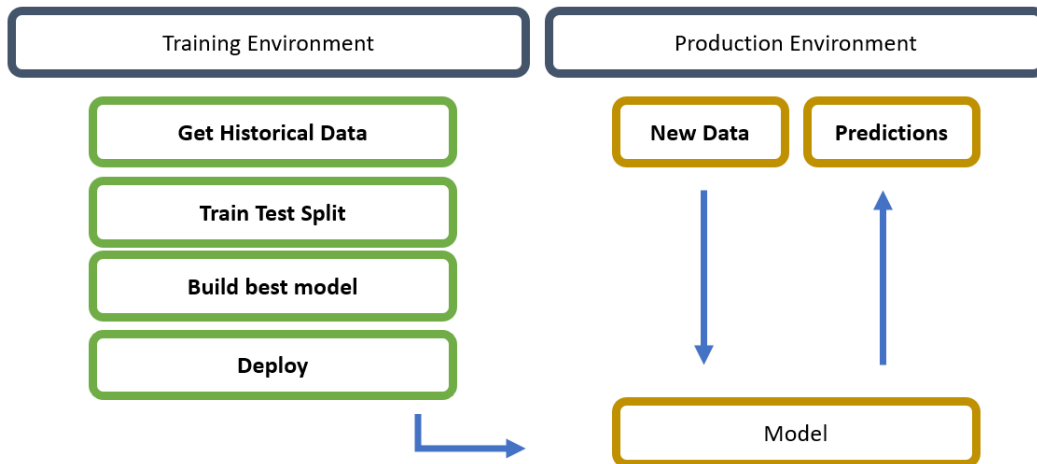 Training Environment
Production Environment
Get Historical Data
Train Test Split
Build best model
Deploy
New Data
Predictions
Model